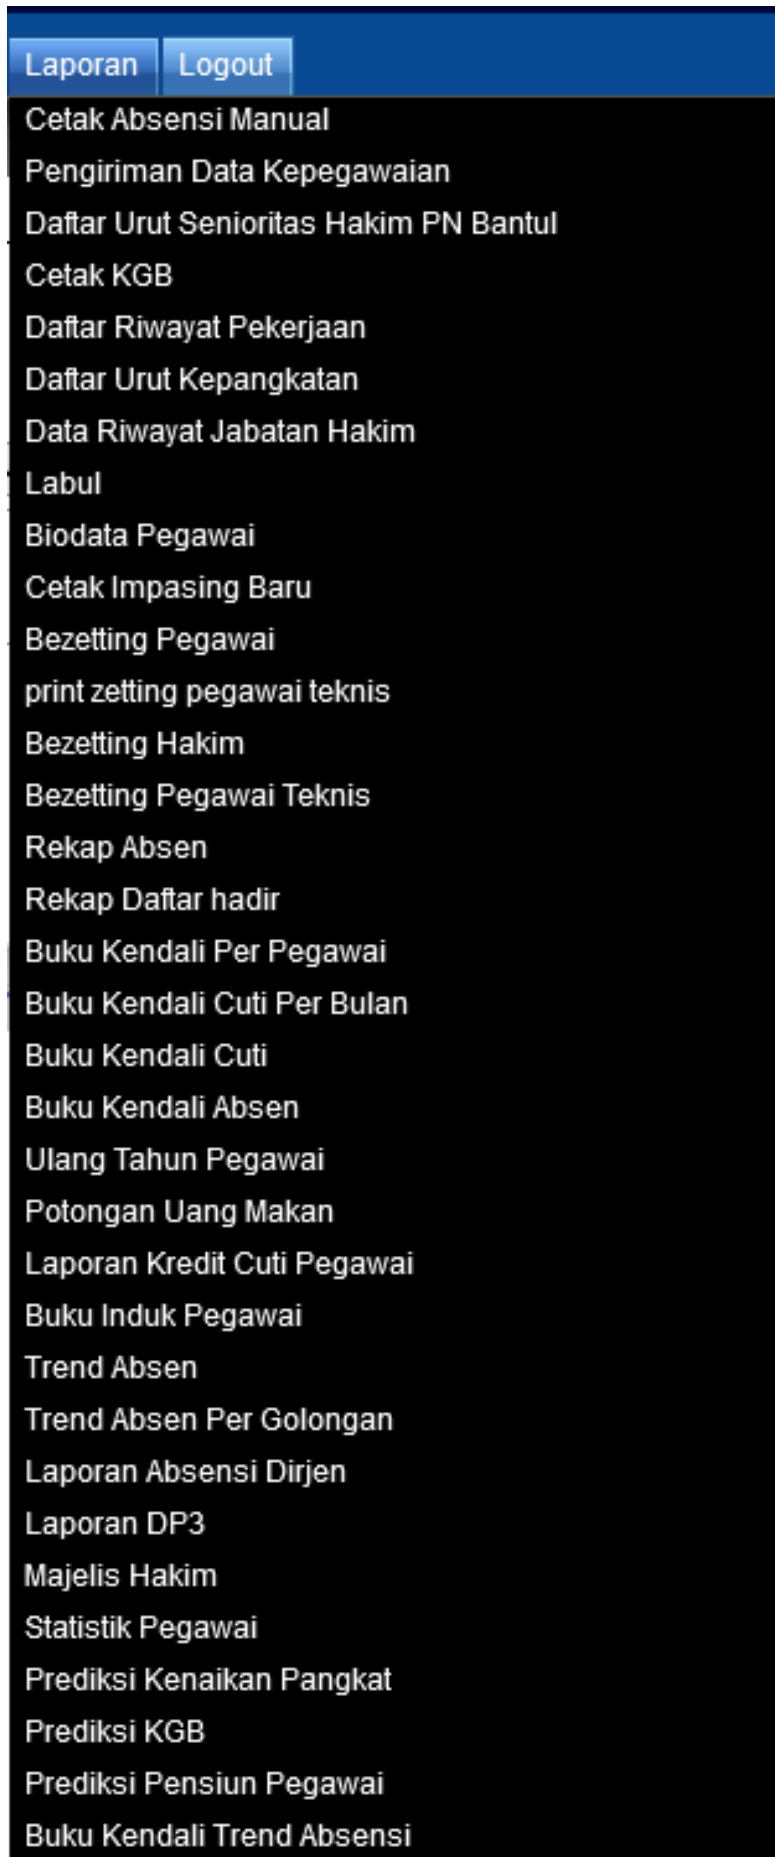 Laporan Logout
Cetak Absensi Manual
Pengiriman Data Kepegawaian
Daftar Urut Senioritas Hakim PN Bantul
Cetak KGB
Daftar Riwayat Pekerjaan
Daftar Urut Kepangkatan
Data Riwayat Jabatan Hakim
Labul
Biodata Pegawai
Cetak Impasing Baru
Bezetting Pegawai
print zetting pegawai teknis
Bezetting Hakim
Bezetting Pegawai Teknis
Rekap Absen
Rekap Daftar hadir
Buku Kendali Per Pegawai
Buku Kendali Cuti Per Bulan
Buku Kendali Cuti
Buku Kendali Absen
Ulang Tahun Pegawai
Potongan Uang Makan
Laporan Kredit Cuti Pegawai
Buku Induk Pegawai
Trend Absen
Trend Absen Per Golongan
Laporan Absensi Dirjen
Laporan DP3
Majelis Hakim
Statistik Pegawai
Prediksi Kenaikan Pangkat
Prediksi KGB
Prediksi Pensiun Pegawai
Buku Kendali Trend Absensi